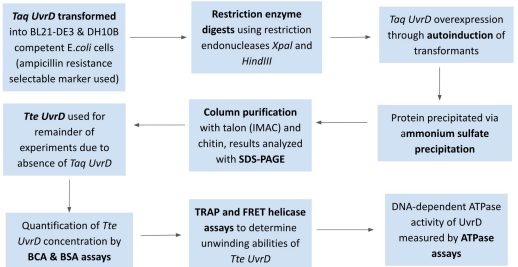 Taq UvrD transformed
into BL21-DE3 & DH10B
competent E.coli cells
(ampicillin resistance
selectable marker used)
Restriction enzyme
digests using restriction
endonucleases XpaI and
HindIII
Taq UvrD overexpression
through autoinduction of
transformants
Protein precipitated via
ammonium sulfate
precipitation
Column purification
with talon (IMAC) and
chitin, results analyzed
with SDS-PAGE
Tte UvrD used for
remainder of
experiments due to
absence of Taq UvrD
Quantification of Tte
UvrD concentration by
BCA & BSA assays
TRAP and FRET helicase
assays to determine
unwinding abilities of
Tte UvrD
DNA-dependent ATPase
activity of UvrD
measured by ATPase
assays